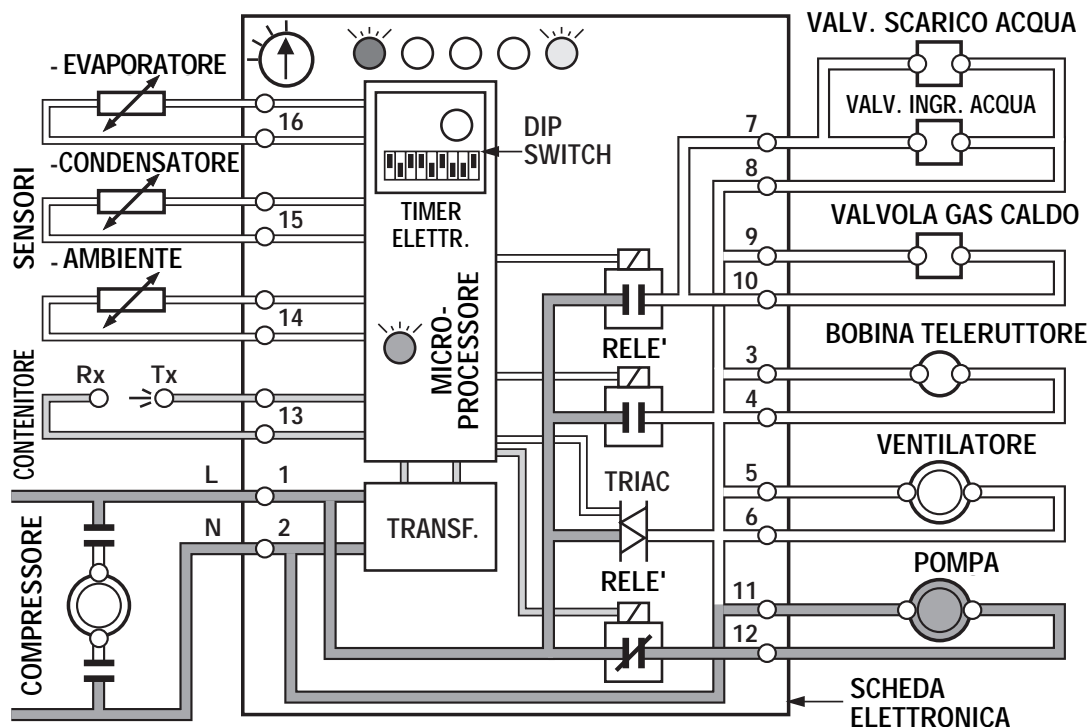 VALV. SCARICO ACQUA
- EVAPORATORE
VALV. INGR. ACQUA
16
DIP
SWITCH
7
8
SENSORI
-CONDENSATORE
15
TIMER
ELETTR.
VALVOLA GAS CALDO
9
10
- AMBIENTE
14
MICRO-
PROCESSORE
RELE'
BOBINA TELERUTTORE
3
4
CONTENITORE
Rx
Tx
13
VENTILATORE
5
6
L
1
N
2
TRANSF.
TRIAC
RELE'
POMPA
11
12
COMPRESSORE
SCHEDA
ELETTRONICA